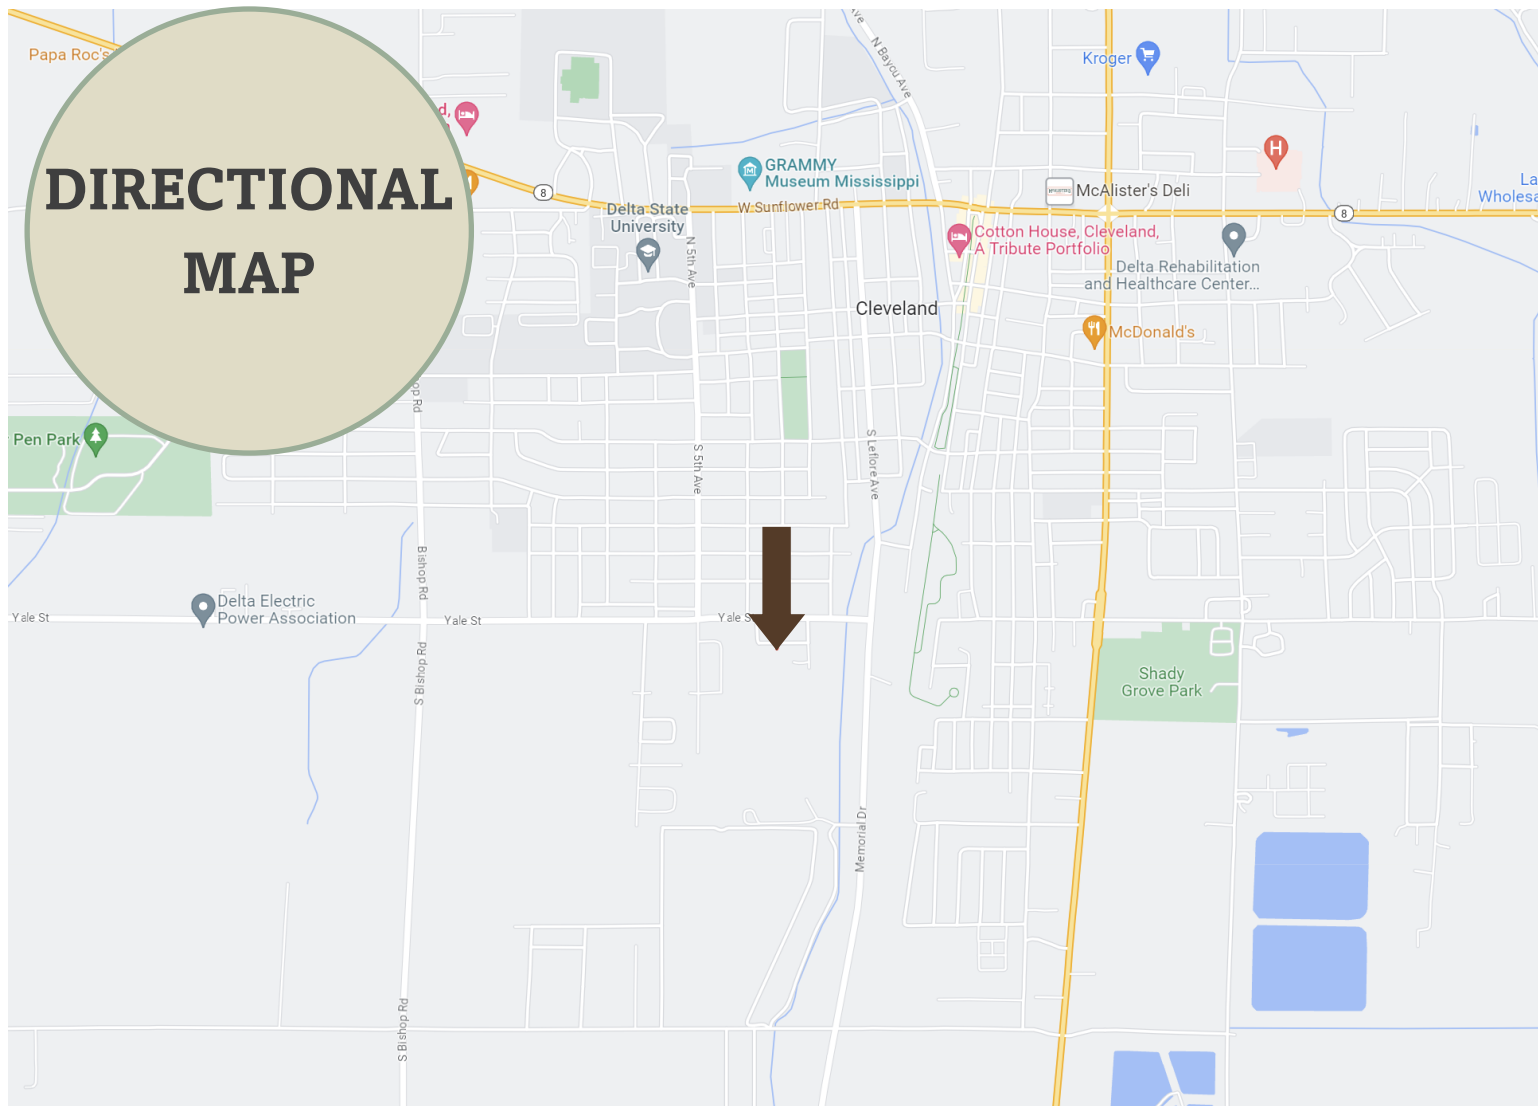 DIRECTIONAL
MAP
Papa Roc's
d,
N Bayou Ave
Kroger
GRAMMY
Museum Mississippi
H
McAlister's Deli
La
Wholesa
8
8
W Sunflower Rd
Delta State
University
N 5th Ave
Cotton House, Cleveland,
A Tribute Portfolio
Delta Rehabilitation
and Healthcare Center...
Cleveland
McDonald's
op Rd
Pen Park
S 5th Ave
S Leflore Ave
Bishop Rd
Delta Electric
Power Association
Yale St
Yale St
Yale S
S Bishop Rd
Shady
Grove Park
Memorial Dr
S Bishop Rd